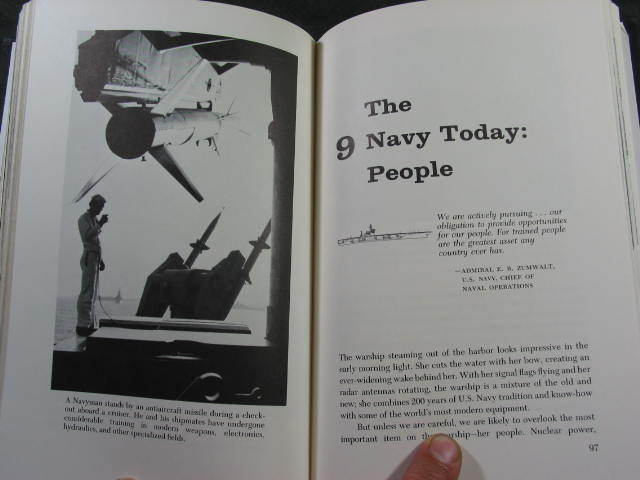 A Navyman stands by an antiaircraft missile during a check-
out aboard a cruiser. He and his shipmates have undergone
considerable training in modern weapons, electronics,
hydraulics, and other specialized fields.
The
9 Navy Today:
People
We are actively pursuing . . . our
obligation to provide opportunities
for our people. For trained people
are the greatest asset any
country ever has.
—ADMIRAL E. R. ZUMWALT,
U.S. NAVY, CHIEF OF
NAVAL OPERATIONS
The warship steaming out of the harbor looks impressive in the
early morning light. She cuts the water with her bow, creating an
ever-widening wake behind her. With her signal flags flying and her
radar antennas rotating, the warship is a mixture of the old and
new; she combines 200 years of U.S. Navy tradition and know-how
with some of the world's most modern equipment.
But unless we are careful, we are likely to overlook the most
important item on the warship—her people. Nuclear power,
97